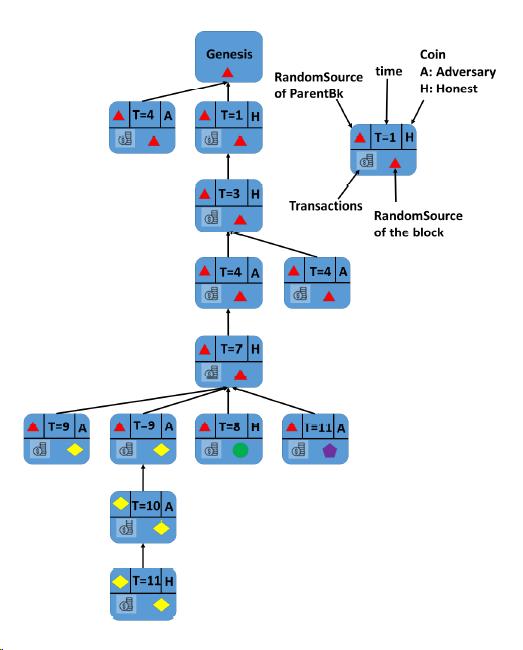 Genesis
RandomSource
of ParentBk
time
Coin
A: Adversary
H: Honest
T=4 A
T=1 H
T-1 H
Transactions
RandomSource
of the block
T=3 H
T=4 A
T=4 A
T=7 H
T=9 A
T-9 A
T=8 H
T=11 A
T=10 A
T=11 H